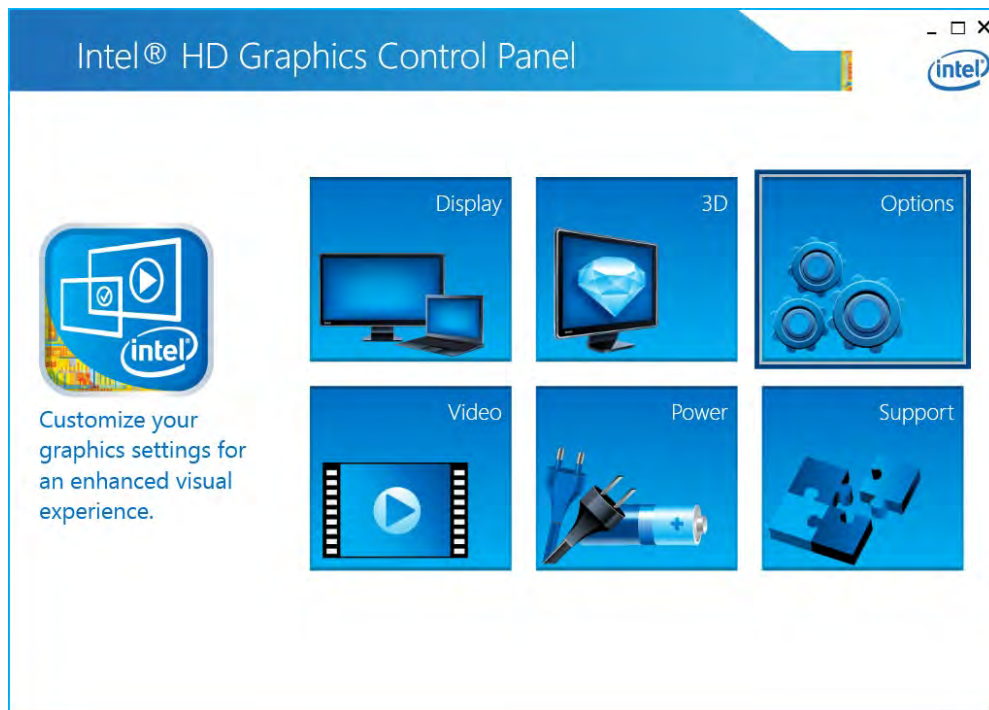 Intel® HD Graphics Control Panel
intel
Display
3D
Options
intel
Customize your
graphics settings for
an enhanced visual
experience.
Video
Power
Support